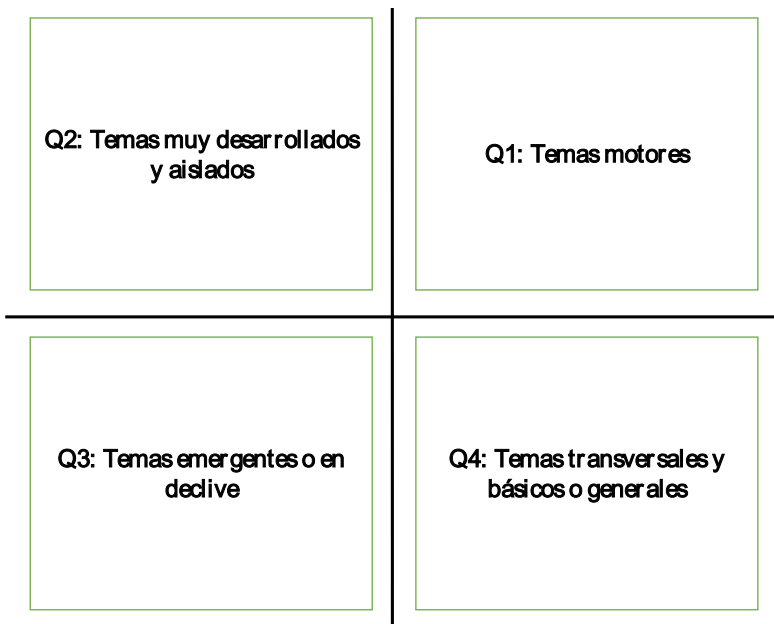 Q2: Temas muy desarrollados
y aislados
Q1: Temas motores
Q3: Temas emergentes o en
declive
Q4: Temas transversales y
básicos o generales